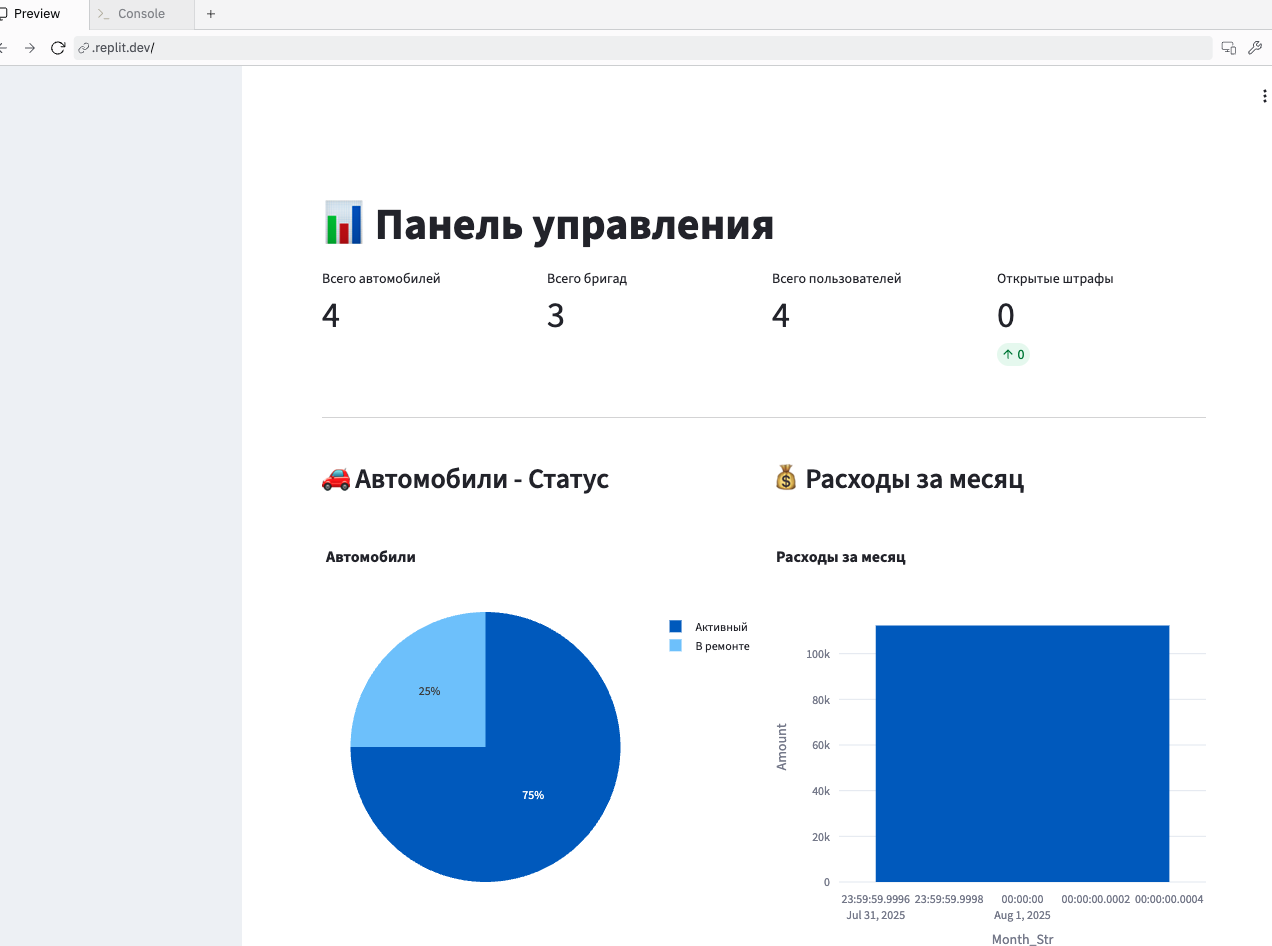 Preview
Console
.replit.dev/
Панель управления
Всего автомобилей
4
Всего бригад
3
Всего пользователей
4
Открытые штрафы
0
↑ 0
Автомобили - Статус
Автомобили
Активный
В ремонте
25%
75%
Расходы за месяц
Расходы за месяц
100k
80k
60k
40k
20k
0
Amount
23:59:59.9996 23:59:59.9998 00:00:00 00:00:00.0002 00:00:00.0004
Jul 31, 2025 Aug 1, 2025
Month_Str